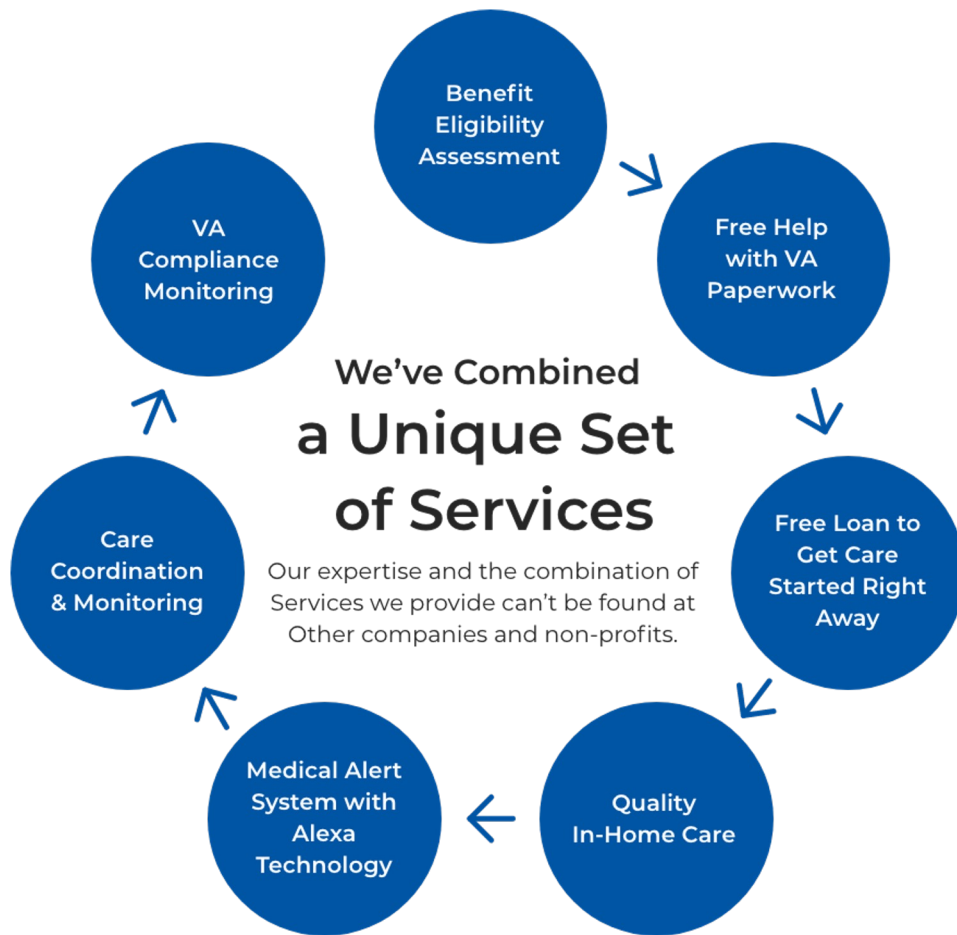 Benefit
Eligibility
Assessment
Free Help
with VA
Paperwork
Free Loan to
Get Care
Started Right
Away
Quality
In-Home Care
Medical Alert
System with
Alexa
Technology
Care
Coordination
& Monitoring
VA
Compliance
Monitoring
We’ve Combined
a Unique Set
of Services
Our expertise and the combination of
Services we provide can’t be found at
Other companies and non-profits.